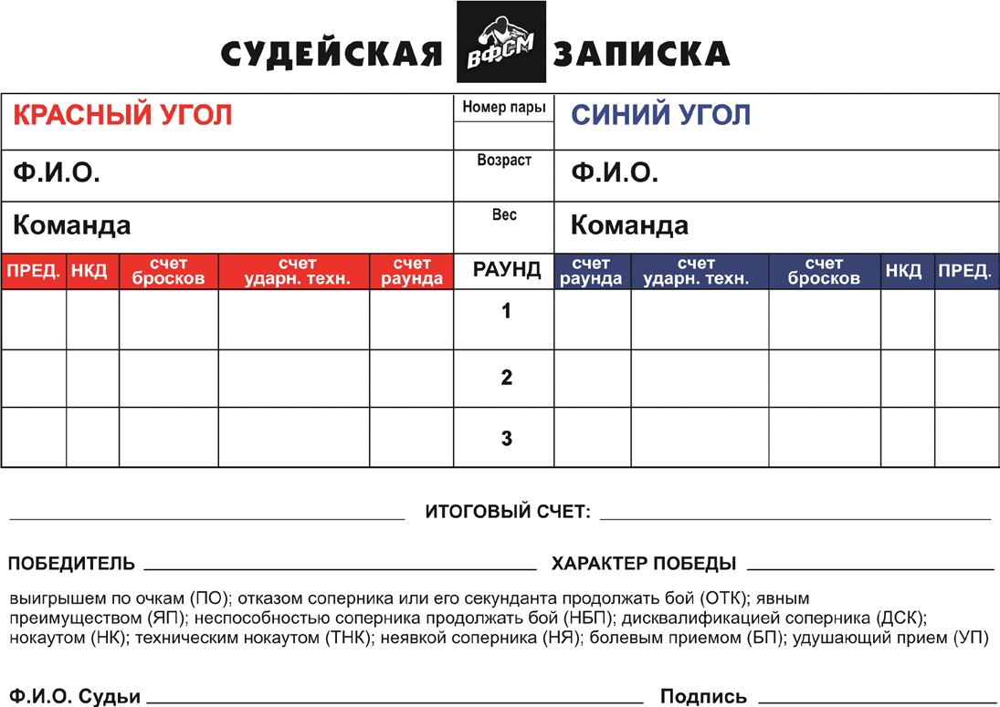 СУДЕЙСКАЯ ВФСМ ЗАПИСКА
КРАСНЫЙ УГОЛ Номер пары СИНИЙ УГОЛ
Ф.И.О. Возраст Ф.И.О.
Команда Вес Команда
ПРЕД. НКД счет бросков счет ударн. техн. счет раунда РАУНД счет раунда счет ударн. техн. счет бросков НКД ПРЕД.
1
2
3
ИТОГОВЫЙ СЧЕТ:
ПОБЕДИТЕЛЬ ХАРАКТЕР ПОБЕДЫ
выигрышем по очкам (ПО); отказом соперника или его секунданта продолжать бой (ОТК); явным
преимуществом (ЯП); неспособностью соперника продолжать бой (НБП); дисквалификацией соперника (ДСК);
нокаутом (НК); техническим нокаутом (ТНК); неявкой соперника (НЯ); болевым приемом (БП); удушающий прием (УП)
Ф.И.О. Судьи Подпись